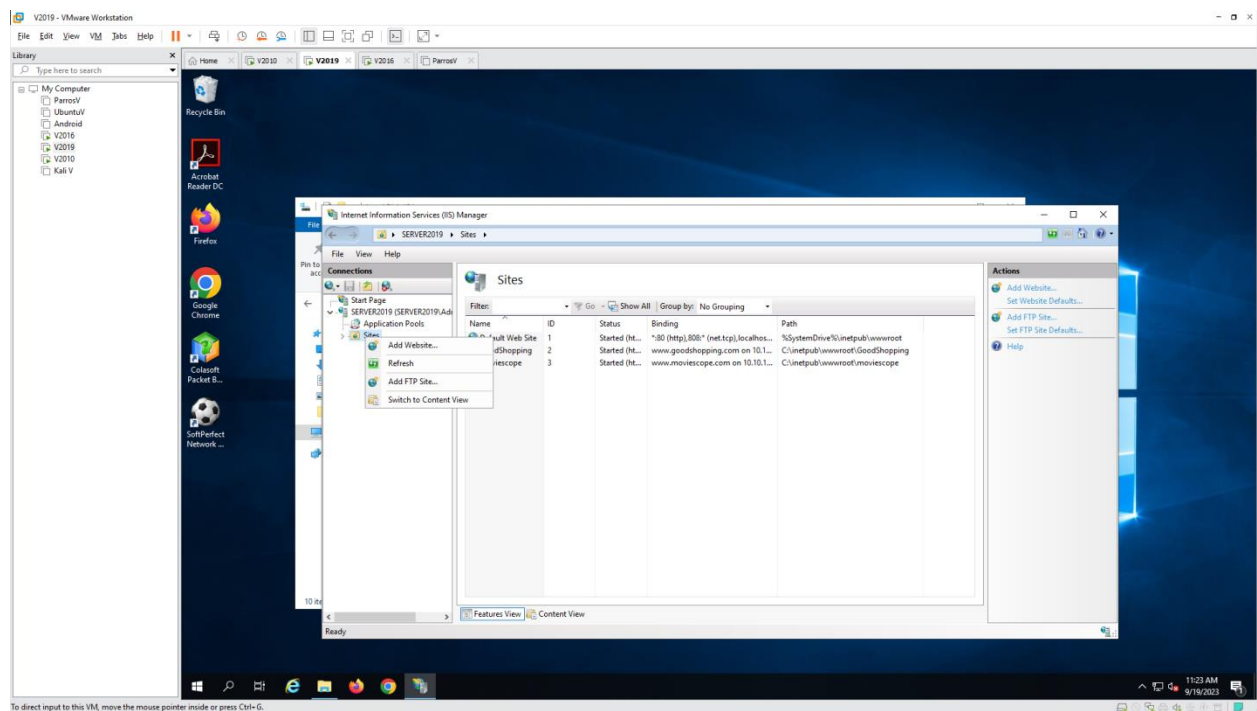 V2019 - VMware Workstation
File Edit View VM Tabs Help
Library
Type here to search
My Computer
ParrosV
UbuntuV
Android
V2016
V2019
V2010
Kali V
Home V2010 V2019 V2016 ParrosV
Recycle Bin
Acrobat
Reader DC
Firefox
Google
Chrome
Colasoft
Packet B...
SoftPerfect
Network ...
File
Pin to
acc
10 ite
Internet Information Services (IIS) Manager
SERVER2019 Sites
File View Help
Connections
Start Page
SERVER2019 (SERVER2019\Ad
Application Pools
Sites
Add Website...
Refresh
Add FTP Site...
Switch to Content View
Sites
Filter: Go Show All Group by: No Grouping
Name ID Status Binding Path
ault Web Site 1 Started (ht... *:80 (http),808:* (net.tcp),localhos... %SystemDrive%\inetpub\wwwroot
dShopping 2 Started (ht... www.goodshopping.com on 10.1... C:\inetpub\wwwroot\GoodShopping
viescope 3 Started (ht... www.moviescope.com on 10.10.1... C:\inetpub\wwwroot\moviescope
Features View Content View
Ready
Actions
Add Website...
Set Website Defaults...
Add FTP Site...
Set FTP Site Defaults...
Help
11:23 AM
9/19/2023
To direct input to this VM, move the mouse pointer inside or press Ctrl+G.